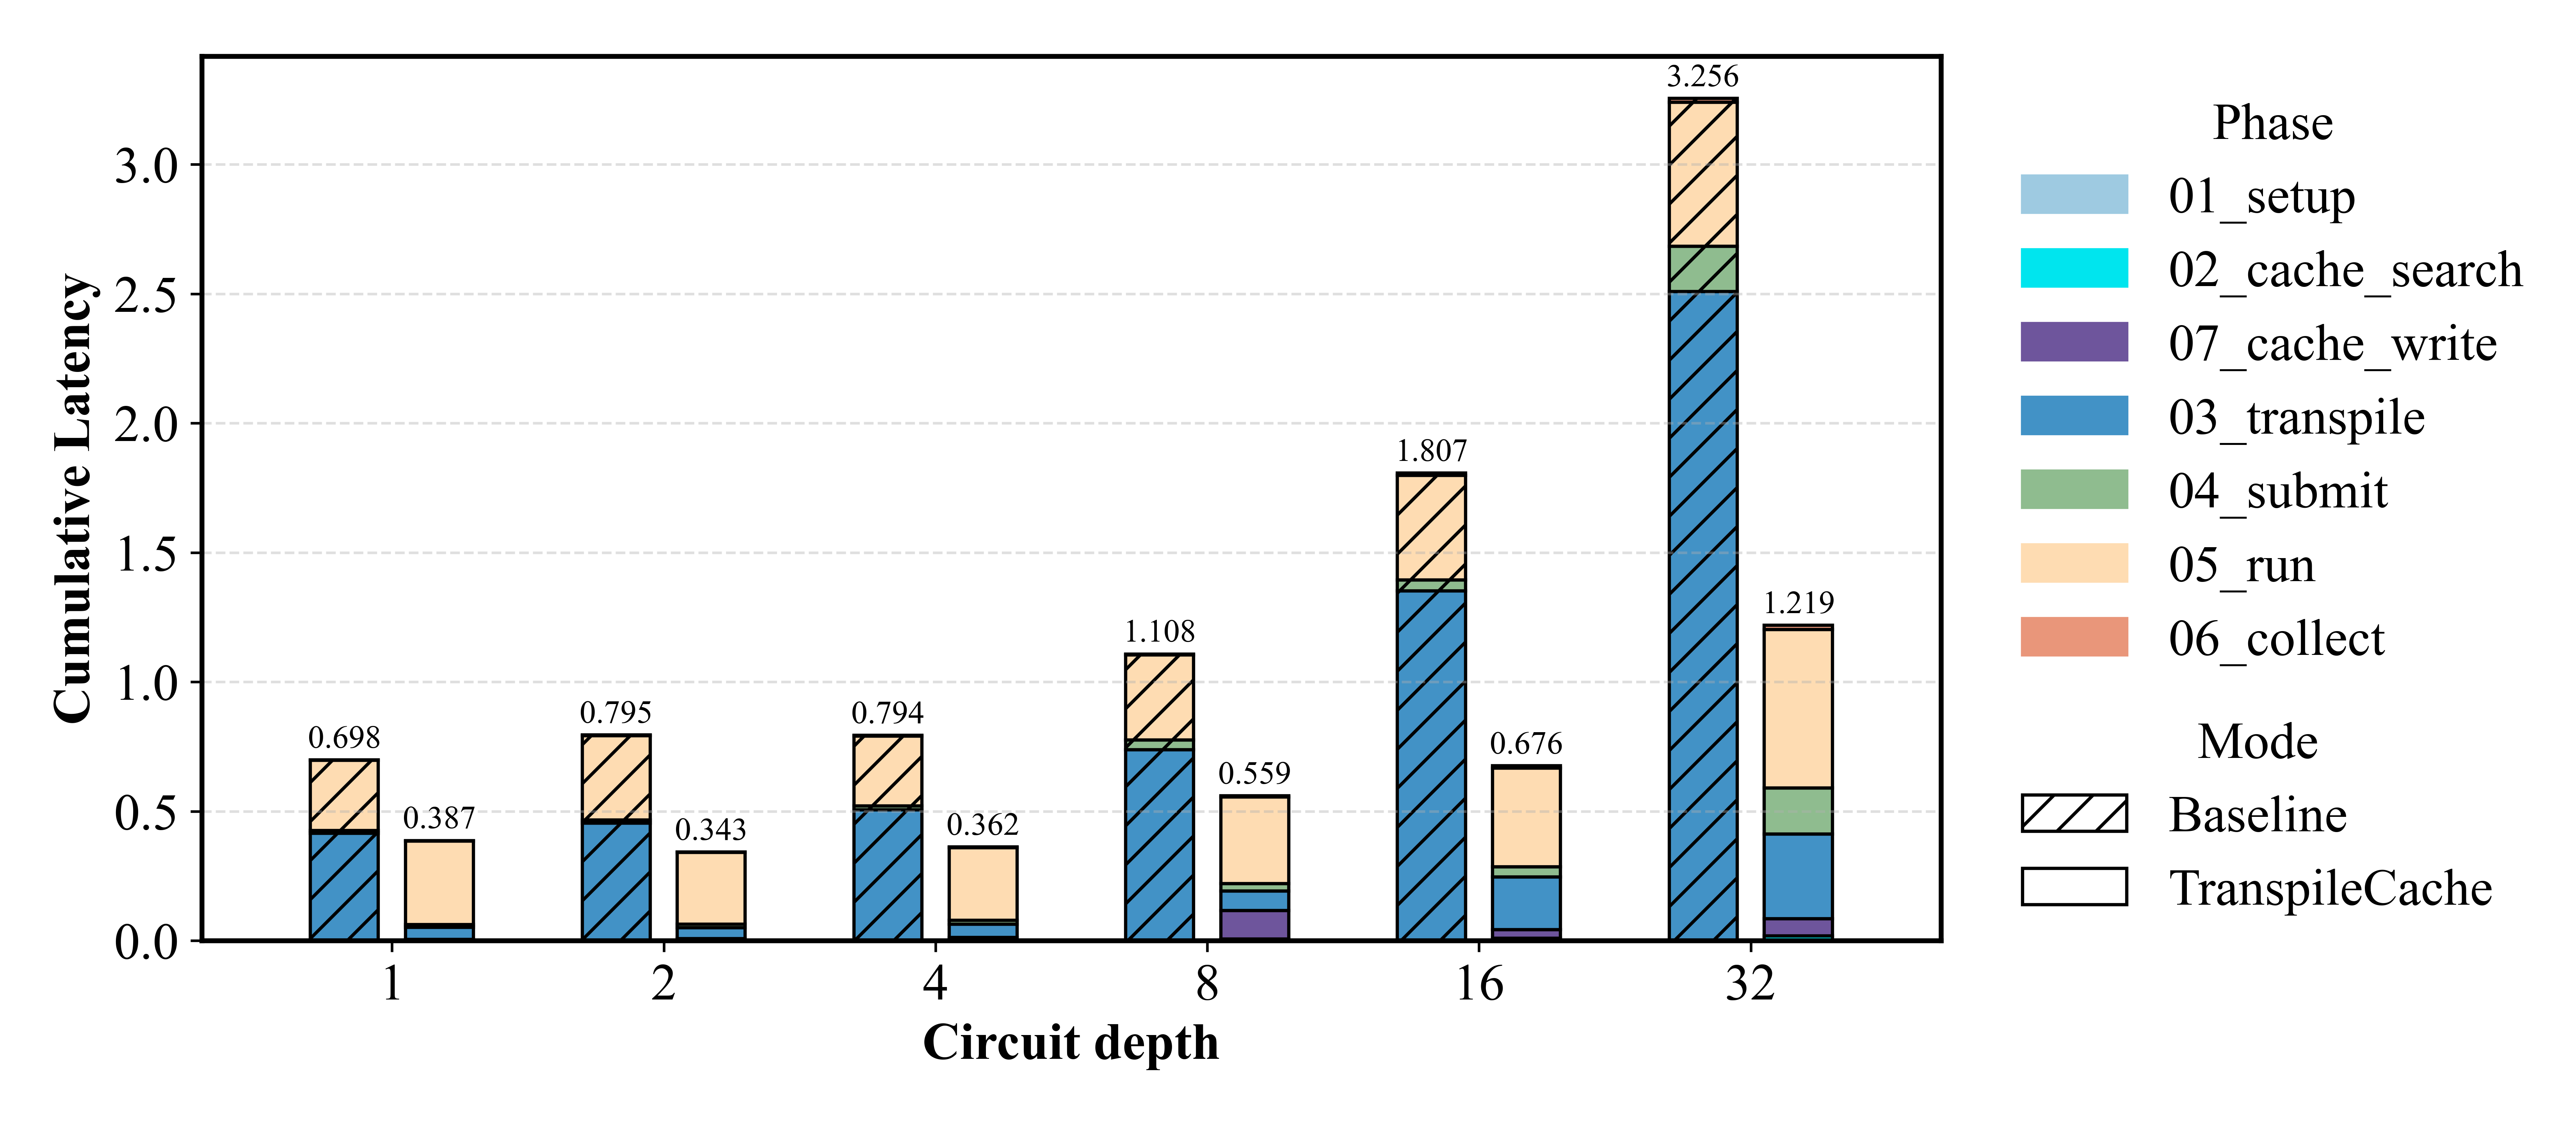 Cumulative Latency
3.0
2.5
2.0
1.5
1.0
0.5
0.0
0.698
0.387
0.795
0.343
0.794
0.362
1.108
0.559
1.807
0.676
3.256
1.219
1
2
4
8
16
32
Circuit depth
Phase
01_setup
02_cache_search
07_cache_write
03_transpile
04_submit
05_run
06_collect
Mode
Baseline
TranspileCache